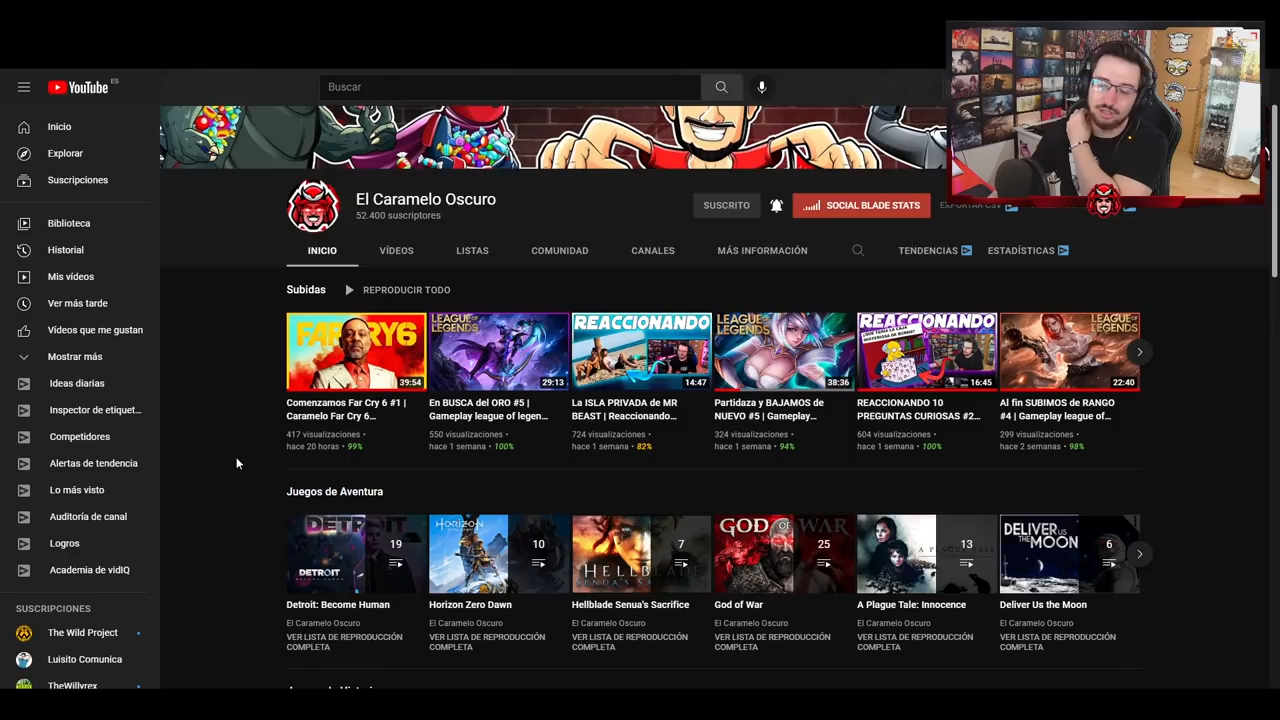 YouTube ES
Buscar
Inicio
Explorar
Suscripciones
Biblioteca
Historial
Mis vídeos
Ver más tarde
Vídeos que me gustan
Mostrar más
Ideas diarias
Inspector de etiquet...
Competidores
Alertas de tendencia
Lo más visto
Auditoría de canal
Logros
Academia de vidIQ
SUSCRIPCIONES
The Wild Project
Luisito Comunica
TheWillyrex
El Caramelo Oscuro
52.400 suscriptores
SUSCRITO
SOCIAL BLADE STATS
EXPORTAR CSV
INICIO VÍDEOS LISTAS COMUNIDAD CANALES MÁS INFORMACIÓN TENDENCIAS ESTADÍSTICAS
Subidas REPRODUCIR TODO
FARCRY6
39:54
Comenzamos Far Cry 6 #1 |
Caramelo Far Cry 6...
417 visualizaciones •
hace 20 horas • 99%
LEAGUE OF
LEGENDS
29:13
En BUSCA del ORO #5 |
Gameplay league of legen...
550 visualizaciones •
hace 1 semana • 100%
REACCIONANDO
14:47
La ISLA PRIVADA de MR
BEAST | Reaccionando...
724 visualizaciones •
hace 1 semana • 82%
LEAGUE OF
LEGENDS
38:36
Partidaza y BAJAMOS de
NUEVO #5 | Gameplay...
324 visualizaciones •
hace 1 semana • 94%
REACCIONANDO
16:45
REACCIONANDO 10
PREGUNTAS CURIOSAS #2...
604 visualizaciones •
hace 1 semana • 100%
LEAGUE OF
LEGENDS
22:40
Al fin SUBIMOS de RANGO
#4 | Gameplay league of...
299 visualizaciones •
hace 2 semanas • 98%
Juegos de Aventura
DETROIT
19
Detroit: Become Human
El Caramelo Oscuro
VER LISTA DE REPRODUCCIÓN
COMPLETA
HORIZON
ZERO DAWN
10
Horizon Zero Dawn
El Caramelo Oscuro
VER LISTA DE REPRODUCCIÓN
COMPLETA
HELLBLADE
7
Hellblade Senua's Sacrifice
El Caramelo Oscuro
VER LISTA DE REPRODUCCIÓN
COMPLETA
GOD OF WAR
25
God of War
El Caramelo Oscuro
VER LISTA DE REPRODUCCIÓN
COMPLETA
A PLAGUE TALE
13
A Plague Tale: Innocence
El Caramelo Oscuro
VER LISTA DE REPRODUCCIÓN
COMPLETA
DELIVER US
THE MOON
6
Deliver Us the Moon
El Caramelo Oscuro
VER LISTA DE REPRODUCCIÓN
COMPLETA